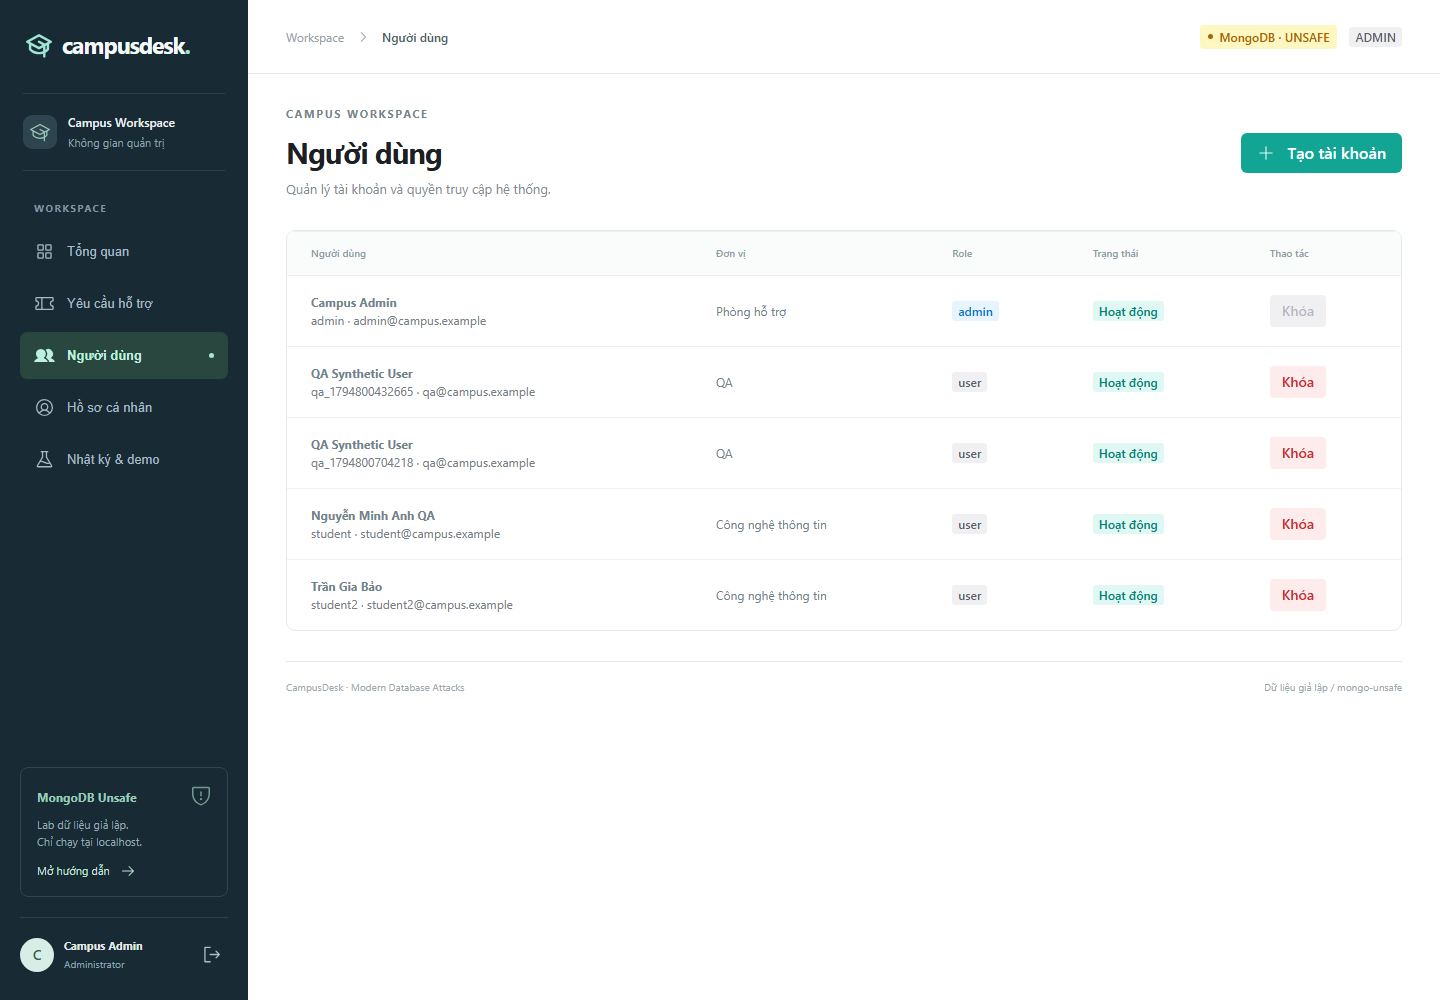 campusdesk.
Campus Workspace
Không gian quản trị
WORKSPACE
Tổng quan
Yêu cầu hỗ trợ
Người dùng
Hồ sơ cá nhân
Nhật ký & demo
MongoDB Unsafe
Lab dữ liệu giả lập.
Chỉ chạy tại localhost.
Mở hướng dẫn
C
Campus Admin
Administrator
Workspace > Người dùng
MongoDB · UNSAFE ADMIN
CAMPUS WORKSPACE
Người dùng
Quản lý tài khoản và quyền truy cập hệ thống.
Tạo tài khoản
Người dùng Đơn vị Role Trạng thái Thao tác
Campus Admin
admin · admin@campus.example
Phòng hỗ trợ admin Hoạt động Khóa
QA Synthetic User
qa_1794800432665 · qa@campus.example
QA user Hoạt động Khóa
QA Synthetic User
qa_1794800704218 · qa@campus.example
QA user Hoạt động Khóa
Nguyễn Minh Anh QA
student · student@campus.example
Công nghệ thông tin user Hoạt động Khóa
Trần Gia Bảo
student2 · student2@campus.example
Công nghệ thông tin user Hoạt động Khóa
CampusDesk · Modern Database Attacks
Dữ liệu giả lập / mongo-unsafe